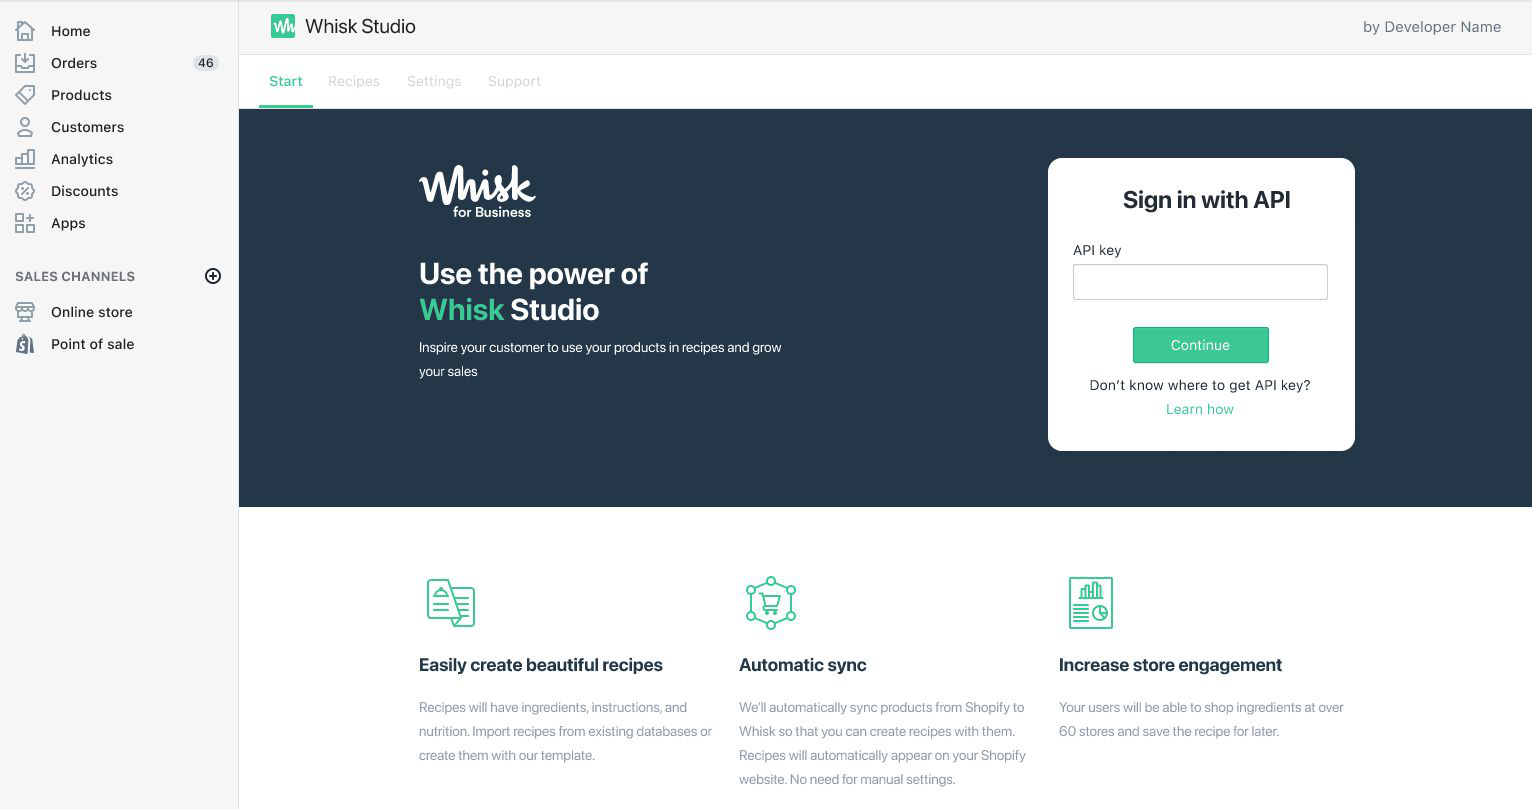 Home
Orders 46
Products
Customers
Analytics
Discounts
Apps
SALES CHANNELS
Online store
Point of sale
Whisk Studio
by Developer Name
Start Recipes Settings Support
Whisk
for Business
Use the power of
Whisk Studio
Inspire your customer to use your products in recipes and grow
your sales
Sign in with API
API key
Continue
Don't know where to get API key?
Learn how
Easily create beautiful recipes
Recipes will have ingredients, instructions, and
nutrition. Import recipes from existing databases or
create them with our template.
Automatic sync
We'll automatically sync products from Shopify to
Whisk so that you can create recipes with them.
Recipes will automatically appear on your Shopify
website. No need for manual settings.
Increase store engagement
Your users will be able to shop ingredients at over
60 stores and save the recipe for later.